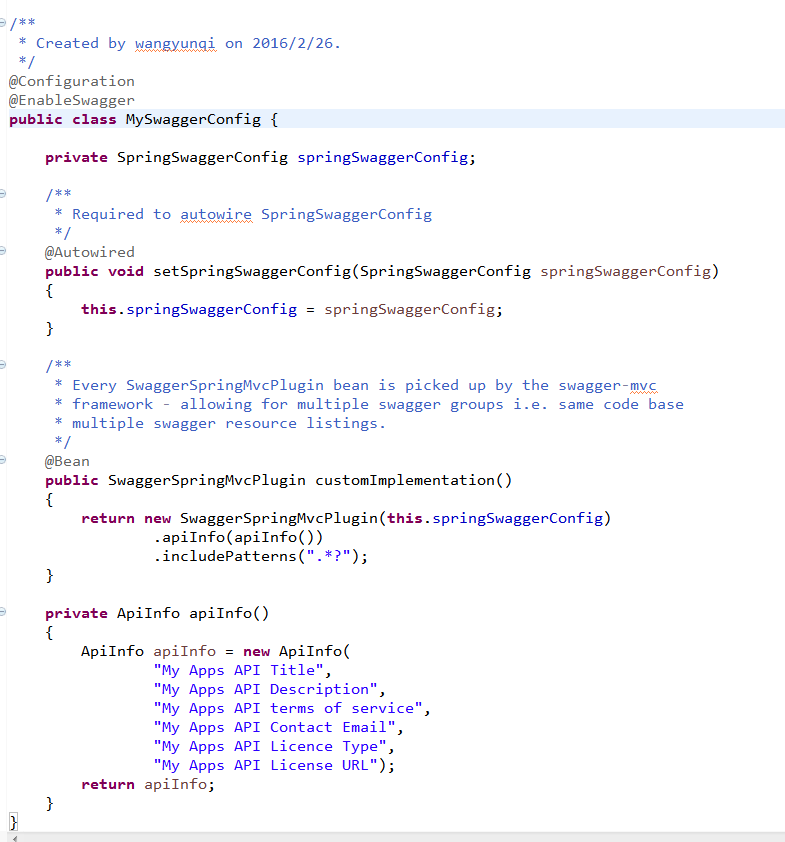 /**
 * Created by wangyunqi on 2016/2/26.
 */
@Configuration
@EnableSwagger
public class MySwaggerConfig {
    private SpringSwaggerConfig springSwaggerConfig;
    /**
     * Required to autowire SpringSwaggerConfig
     */
    @Autowired
    public void setSpringSwaggerConfig(SpringSwaggerConfig springSwaggerConfig)
    {
        this.springSwaggerConfig = springSwaggerConfig;
    }
    /**
     * Every SwaggerSpringMvcPlugin bean is picked up by the swagger-mvc
     * framework - allowing for multiple swagger groups i.e. same code base
     * multiple swagger resource listings.
     */
    @Bean
    public SwaggerSpringMvcPlugin customImplementation()
    {
        return new SwaggerSpringMvcPlugin(this.springSwaggerConfig)
                .apiInfo(apiInfo())
                .includePatterns(".*?");
    }
    private ApiInfo apiInfo()
    {
        ApiInfo apiInfo = new ApiInfo(
                "My Apps API Title",
                "My Apps API Description",
                "My Apps API terms of service",
                "My Apps API Contact Email",
                "My Apps API Licence Type",
                "My Apps API License URL");
        return apiInfo;
    }
}